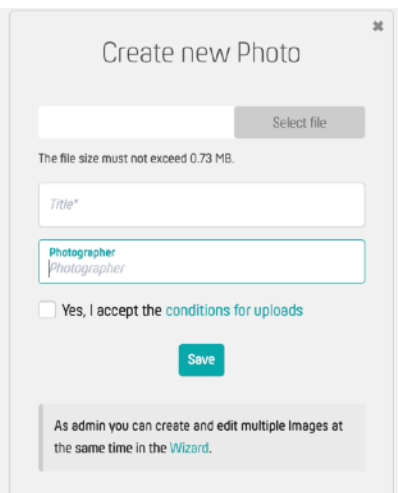 ✖
Create new Photo
Select file
The file size must not exceed 0.73 MB.
Title*
Photographer
Photographer
Yes, I accept the conditions for uploads
Save
As admin you can create and edit multiple Images at
the same time in the Wizard.